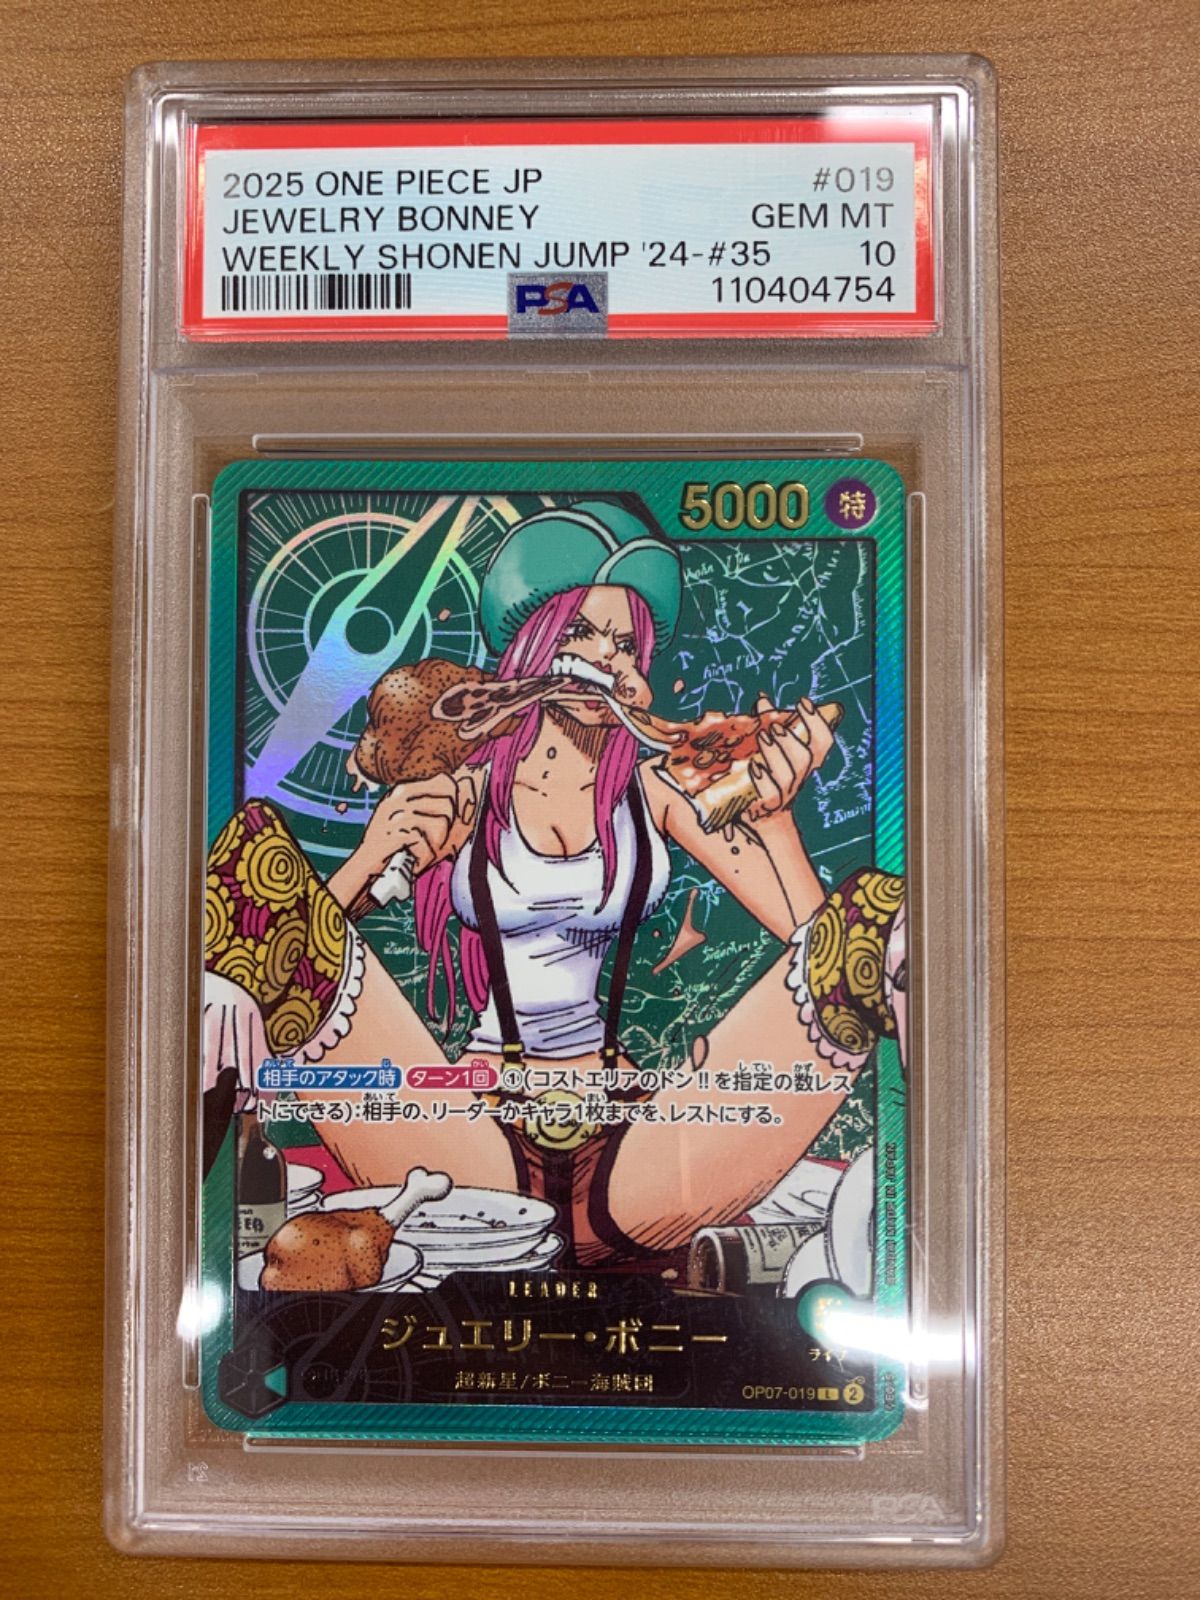 2025 ONE PIECE JP #019
JEWELRY BONNEY GEM MT
WEEKLY SHONEN JUMP '24-#35 10
110404754
PSA
5000 特
相手のアタック時 ターン1回 ①(コストエリアのドン!!を指定の数レス
トにできる):相手の、リーダーかキャラ1枚までを、レストにする。
LEADER
ジュエリー・ボニー
ライフ
超新星/ボニー海賊団
OP07-019 L 2
PSA